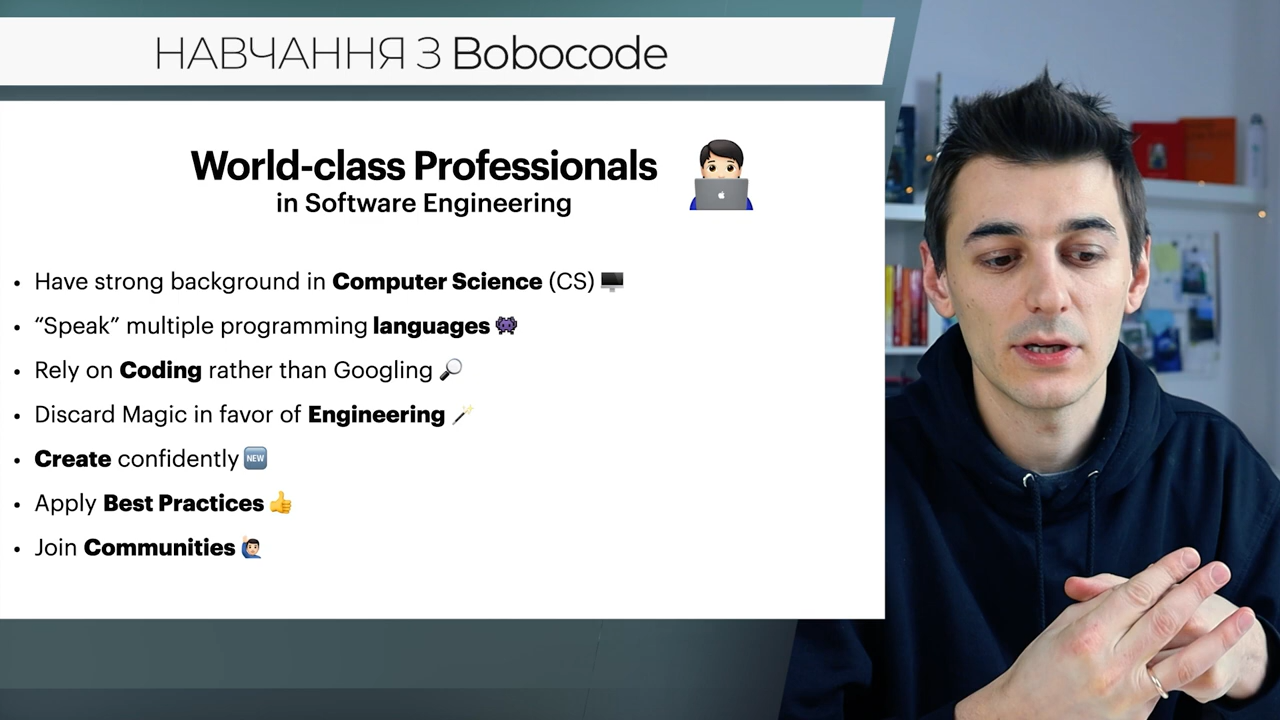 НАВЧАННЯ З Bobocode
World-class Professionals
in Software Engineering
• Have strong background in Computer Science (CS) 🖥️
• “Speak” multiple programming languages 👾
• Rely on Coding rather than Googling 🔎
• Discard Magic in favor of Engineering 🪄
• Create confidently 🆕
• Apply Best Practices 👍
• Join Communities 🙋🏻‍♂️